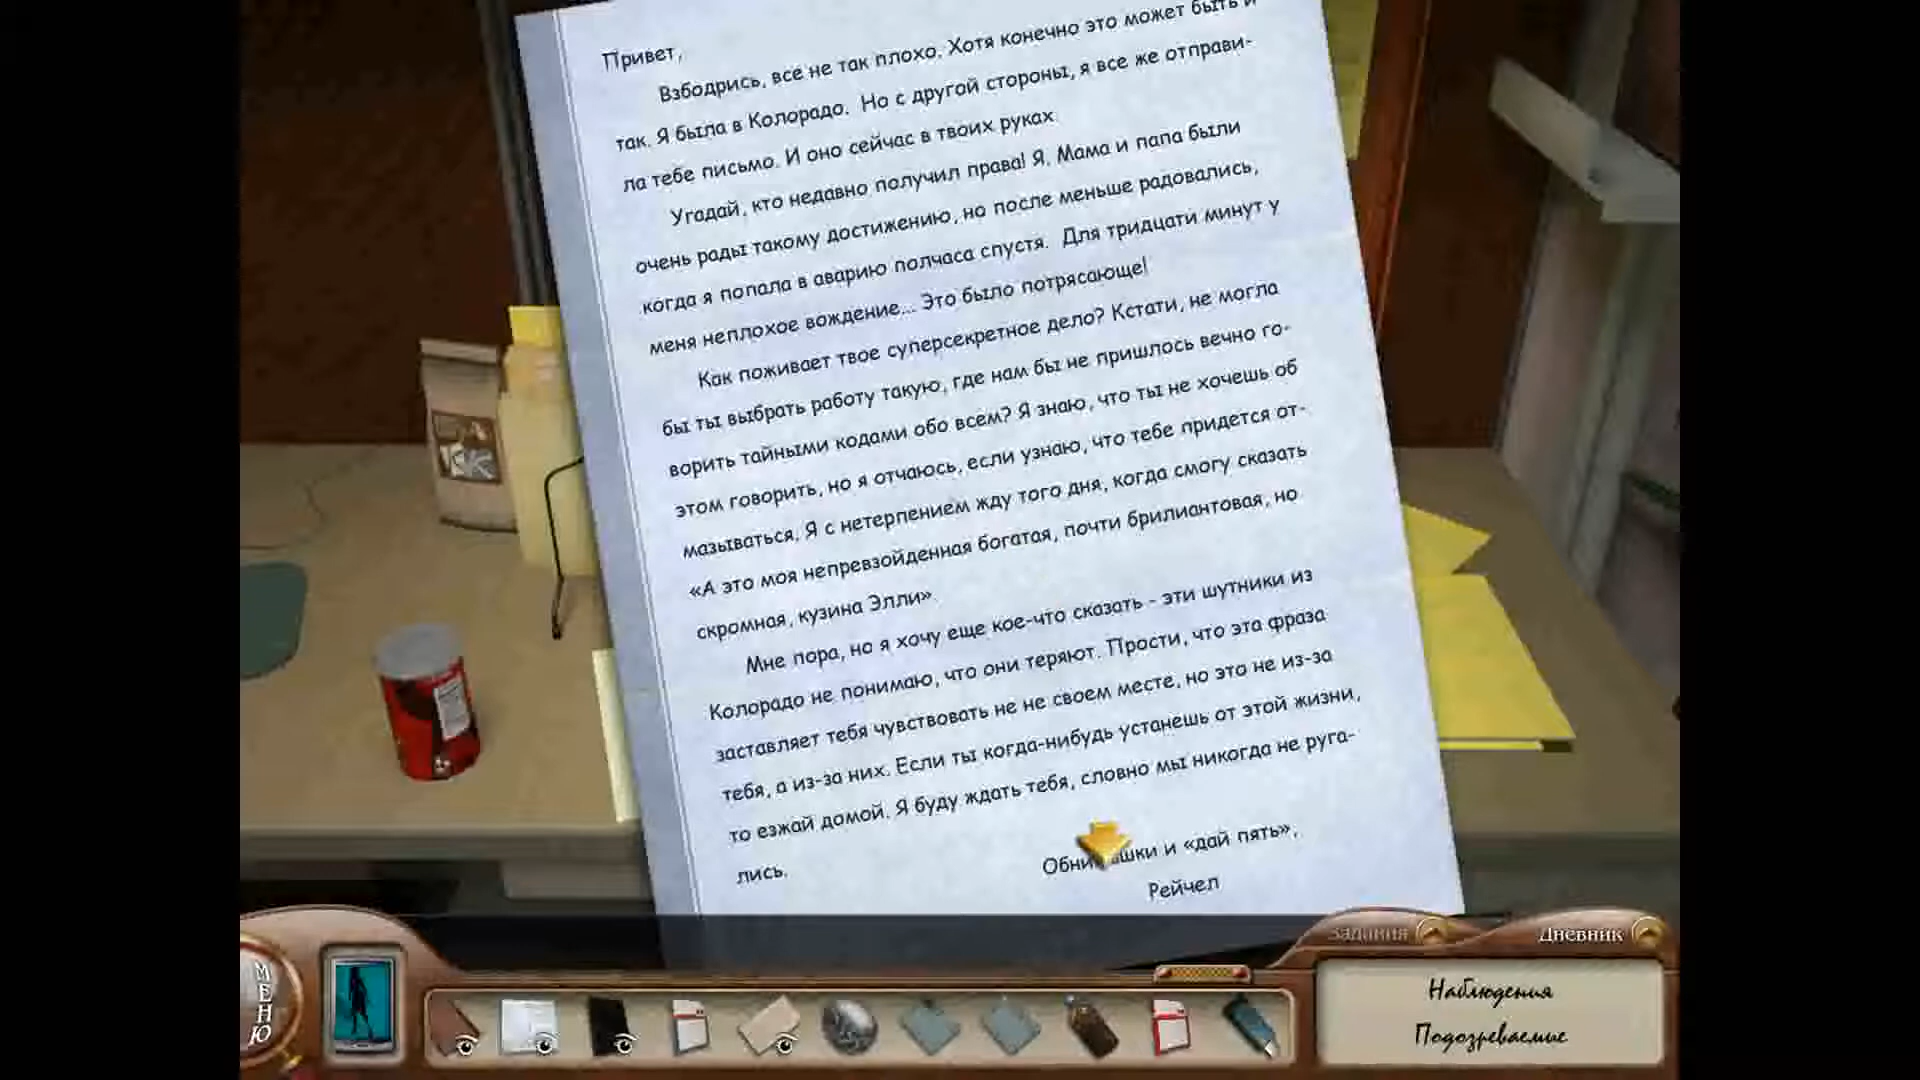 Привет,
Взбодрись, все не так плохо. Хотя конечно это может быть и
так. Я была в Колорадо. Но с другой стороны, я все же отправи-
ла тебе письмо. И оно сейчас в твоих руках
Угадай, кто недавно получил права! Я. Мама и папа были
очень рады такому достижению, но после меньше радовались,
когда я попала в аварию полчаса спустя. Для тридцати минут у
меня неплохое вождение... Это было потрясающе!
Как поживает твое суперсекретное дело? Кстати, не могла
бы ты выбрать работу такую, где нам бы не пришлось вечно го-
ворить тайными кодами обо всем? Я знаю, что ты не хочешь об
этом говорить, но я отчаюсь, если узнаю, что тебе придется от-
мазываться. Я с нетерпением жду того дня, когда смогу сказать
«А это моя непревзойденная богатая, почти брилиантовая, но
скромная, кузина Элли».
Мне пора, но я хочу еще кое-что сказать - эти шутники из
Колорадо не понимаю, что они теряют. Прости, что эта фраза
заставляет тебя чувствовать не не своем месте, но это не из-за
тебя, а из-за них. Если ты когда-нибудь устанешь от этой жизни,
то езжай домой. Я буду ждать тебя, словно мы никогда не руга-
лись.
и «дай пять»,
Рейчел
Задания
Дневник
МЕНЮ
Наблюдения
Подозреваемые